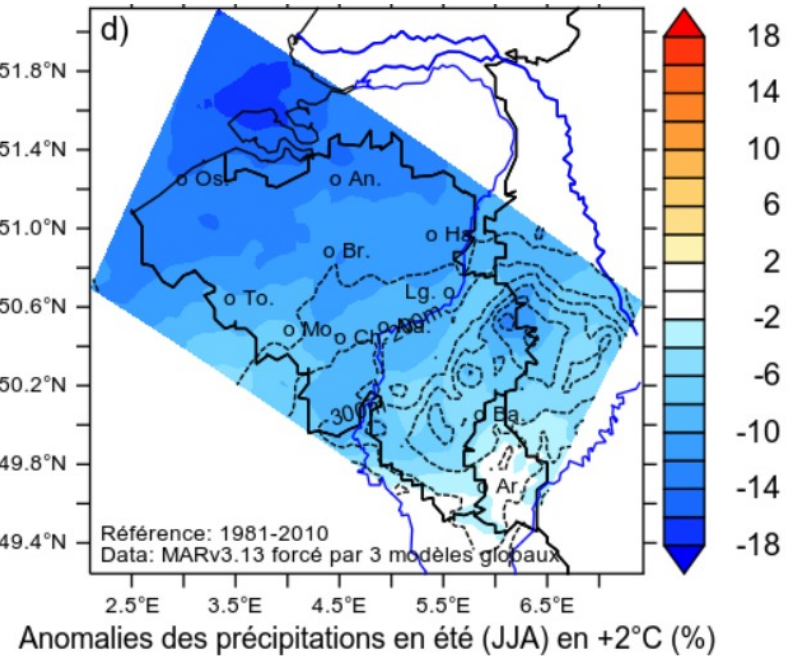 d)
18
14
10
6
2
-2
-6
-10
-14
-18
51.8°N
51.4°N
51.0°N
50.6°N
50.2°N
49.8°N
49.4°N
Os.
An.
Ha.
Br.
To.
Lg.
Mo.
Ch.
Na.
200m
300m
Ba.
Ar.
Référence: 1981-2010
Data: MARv3.13 forcé par 3 modèles globaux
2.5°E 3.5°E 4.5°E 5.5°E 6.5°E
Anomalies des précipitations en été (JJA) en +2°C (%)